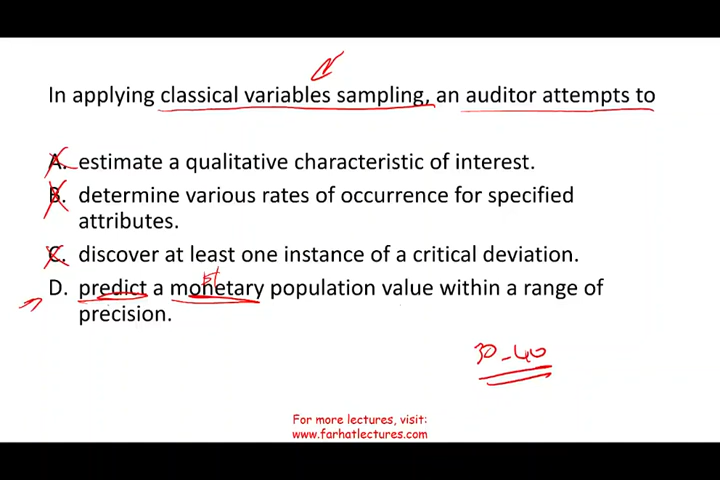 In applying classical variables sampling, an auditor attempts to
A. estimate a qualitative characteristic of interest.
B. determine various rates of occurrence for specified
attributes.
C. discover at least one instance of a critical deviation.
D. predict a monetary population value within a range of
precision.
30-40
For more lectures, visit:
www.farhatlectures.com